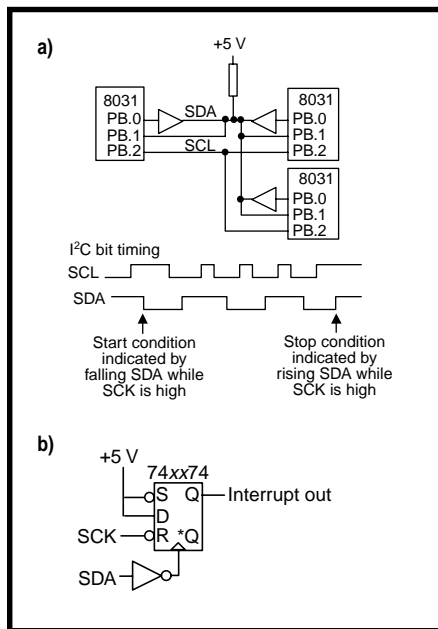 a)
+5 V
8031
PB.0
PB.1
PB.2
SDA
SCL
8031
PB.0
PB.1
PB.2
8031
PB.0
PB.1
PB.2
I²C bit timing
SCL
SDA
Start condition
indicated by
falling SDA while
SCK is high
Stop condition
indicated by
rising SDA while
SCK is high
b)
+5 V
74xx74
S Q
Interrupt out
D
SCK
R *Q
SDA